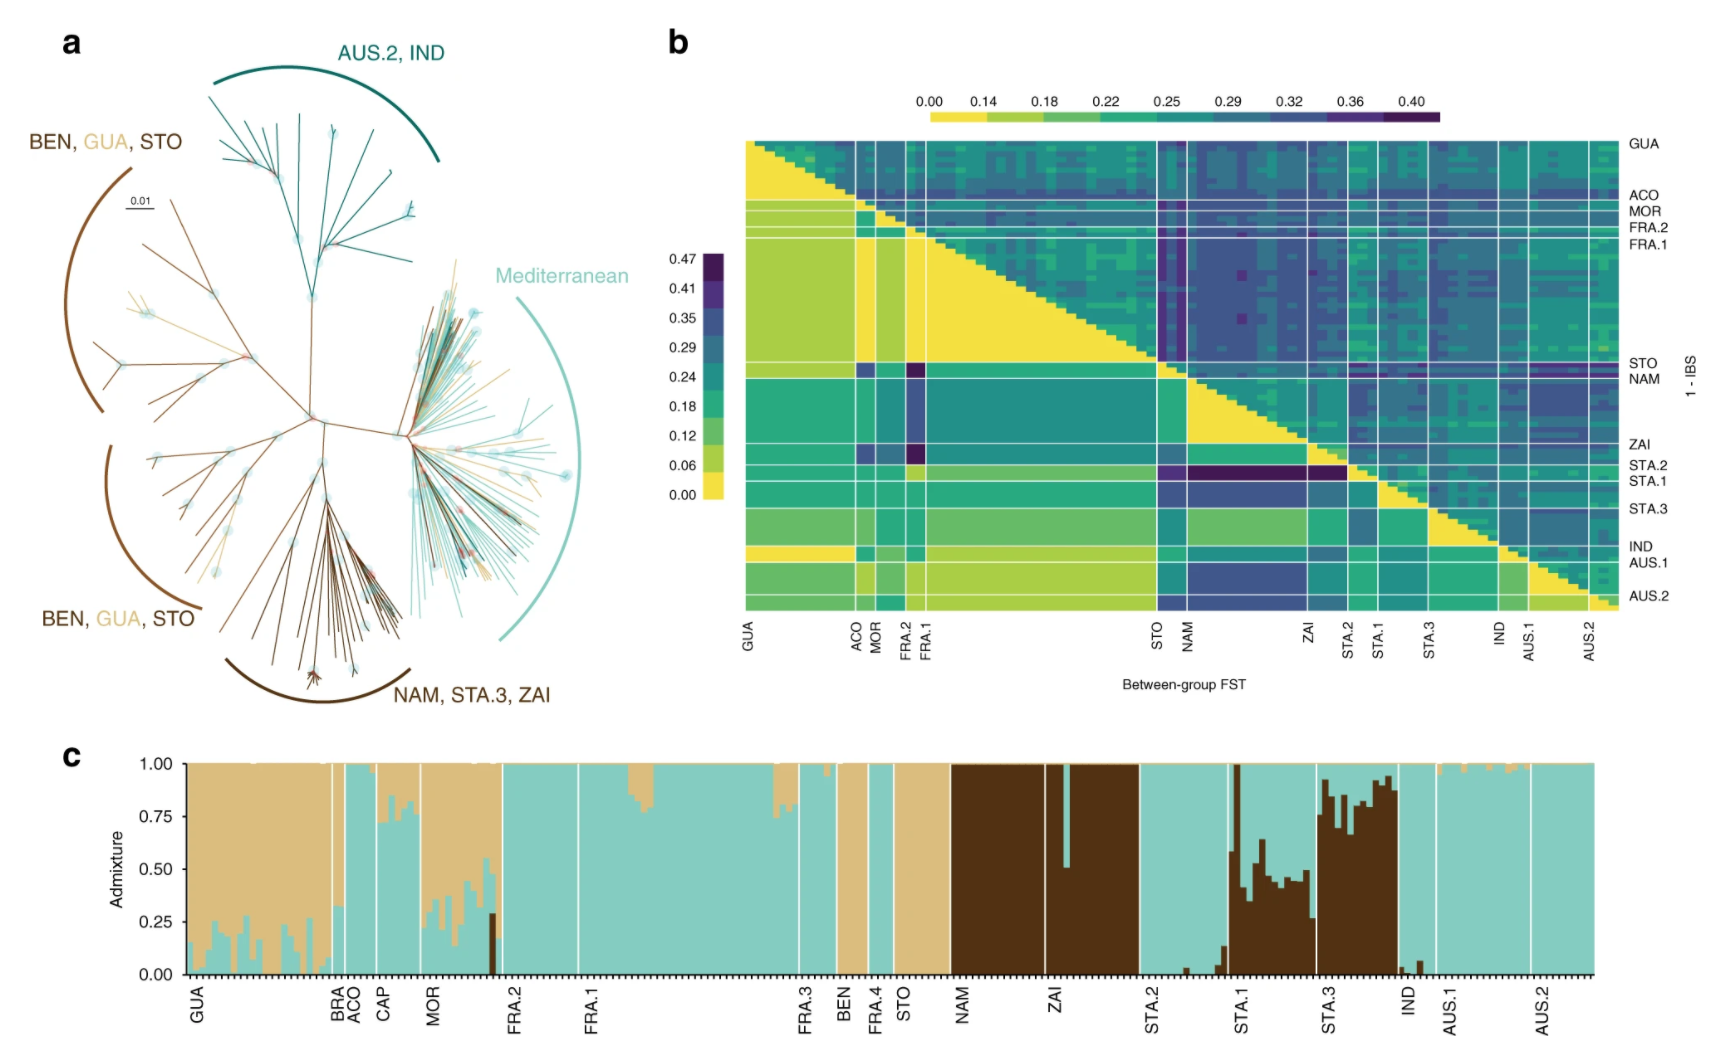 a
AUS.2, IND
BEN, GUA, STO
0.01
Mediterranean
BEN, GUA, STO
NAM, STA.3, ZAI
b
0.00 0.14 0.18 0.22 0.25 0.29 0.32 0.36 0.40
0.47
0.41
0.35
0.29
0.24
0.18
0.12
0.06
0.00
GUA
ACO
MOR
FRA.2
FRA.1
STO
NAM
ZAI
STA.2
STA.1
STA.3
IND
AUS.1
AUS.2
1 - IBS
GUA ACO MOR FRA.2 FRA.1 STO NAM ZAI STA.2 STA.1 STA.3 IND AUS.1 AUS.2
Between-group FST
c
Admixture
1.00
0.75
0.50
0.25
0.00
GUA BRA ACO CAP MOR FRA.2 FRA.1 FRA.3 BEN FRA.4 STO NAM ZAI STA.2 STA.1 STA.3 IND AUS.1 AUS.2